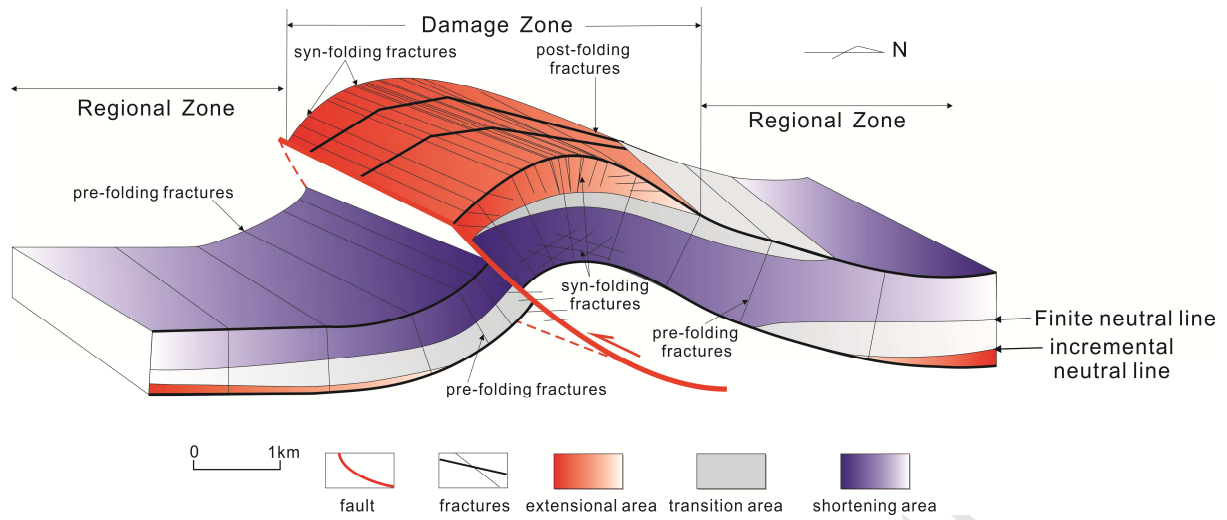 Damage Zone
syn-folding fractures
post-folding
fractures
N
Regional Zone
Regional Zone
pre-folding fractures
syn-folding
fractures
pre-folding
fractures
Finite neutral line
incremental
neutral line
pre-folding fractures
0 1km
fault
fractures
extensional area
transition area
shortening area